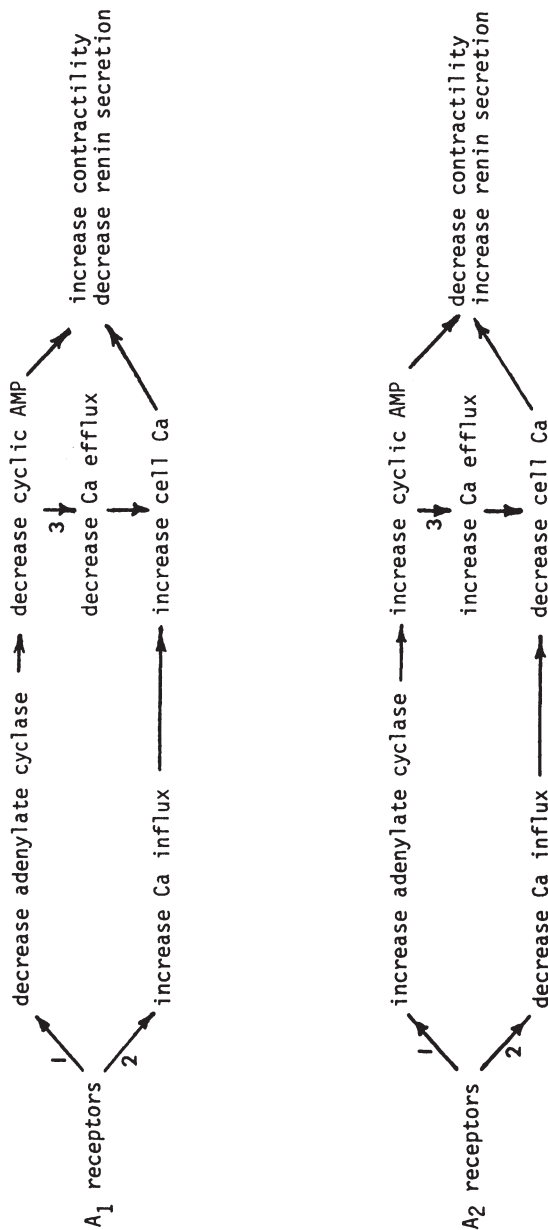 A1 receptors
1
decrease adenylate cyclase
decrease cyclic AMP
3
decrease Ca efflux
2
increase Ca influx
increase cell Ca
increase contractility
decrease renin secretion
A2 receptors
1
increase adenylate cyclase
increase cyclic AMP
3
increase Ca efflux
2
decrease Ca influx
decrease cell Ca
decrease contractility
increase renin secretion